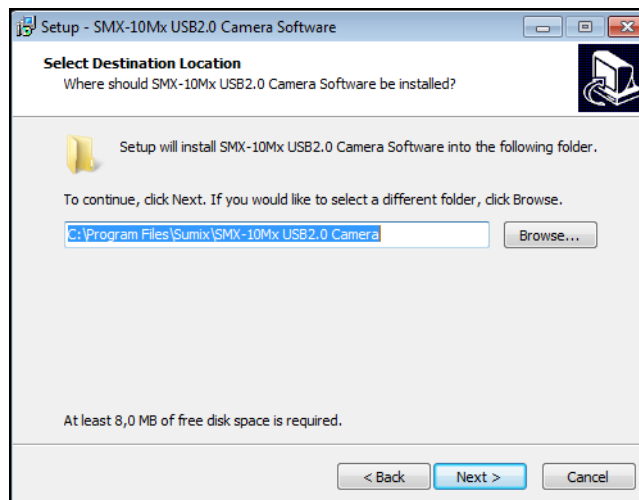 Setup - SMX-10Mx USB2.0 Camera Software
Select Destination Location
Where should SMX-10Mx USB2.0 Camera Software be installed?
Setup will install SMX-10Mx USB2.0 Camera Software into the following folder.
To continue, click Next. If you would like to select a different folder, click Browse.
C:\Program Files\Sumix\SMX-10Mx USB2.0 Camera
Browse...
At least 8,0 MB of free disk space is required.
< Back
Next >
Cancel